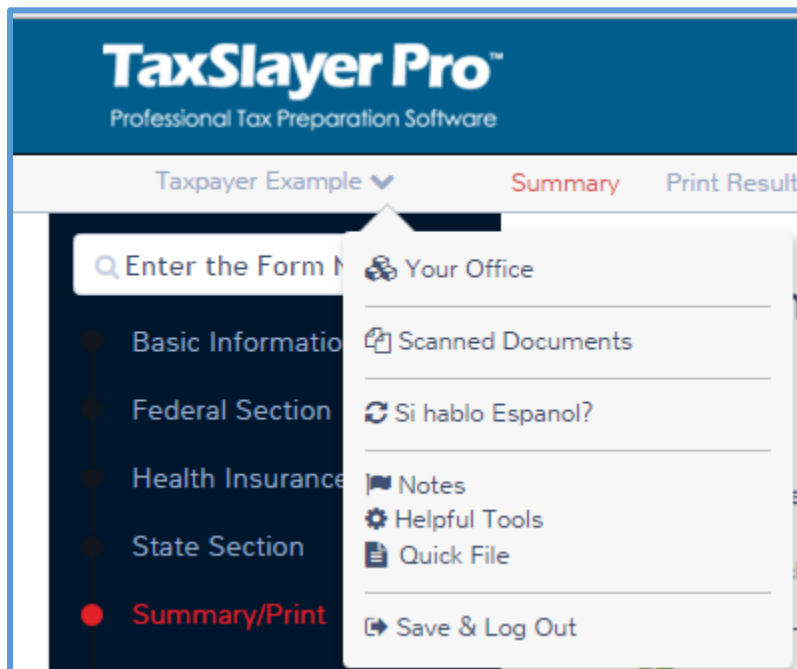 TaxSlayer Pro™
Professional Tax Preparation Software
Taxpayer Example Summary Print Result
Enter the Form
Basic Informatio
Federal Section
Health Insurance
State Section
Summary/Print
Your Office
Scanned Documents
Si hablo Espanol?
Notes
Helpful Tools
Quick File
Save & Log Out